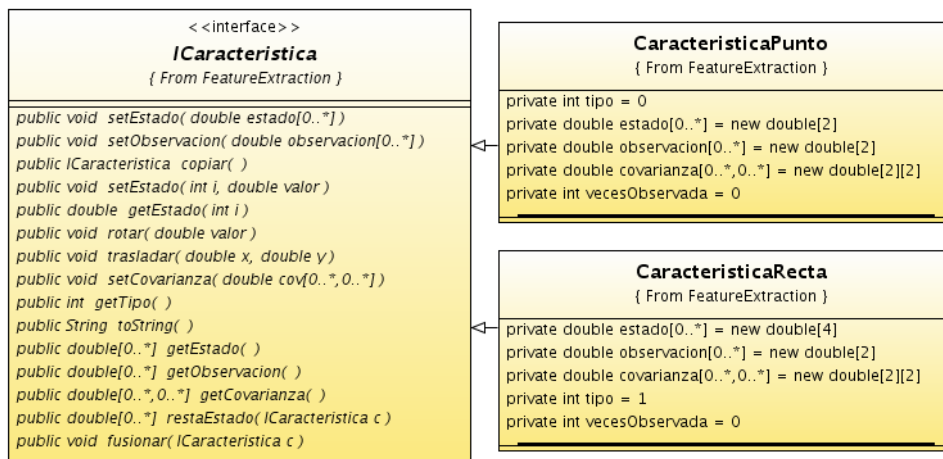 <<interface>>
ICaracteristica
{ From FeatureExtraction }
public void setEstado( double estado[0..*] )
public void setObservacion( double observacion[0..*] )
public ICaracteristica copiar( )
public void setEstado( int i, double valor )
public double getEstado( int i )
public void rotar( double valor )
public void trasladar( double x, double y )
public void setCovarianza( double cov[0..*,0..*] )
public int getTipo( )
public String toString( )
public double[0..*] getEstado( )
public double[0..*] getObservacion( )
public double[0..*,0..*] getCovarianza( )
public double[0..*] restaEstado( ICaracteristica c )
public void fusionar( ICaracteristica c )
CaracteristicaPunto
{ From FeatureExtraction }
private int tipo = 0
private double estado[0..*] = new double[2]
private double observacion[0..*] = new double[2]
private double covarianza[0..*,0..*] = new double[2][2]
private int vecesObservada = 0
CaracteristicaRecta
{ From FeatureExtraction }
private double estado[0..*] = new double[4]
private double observacion[0..*] = new double[2]
private double covarianza[0..*,0..*] = new double[2][2]
private int tipo = 1
private int vecesObservada = 0